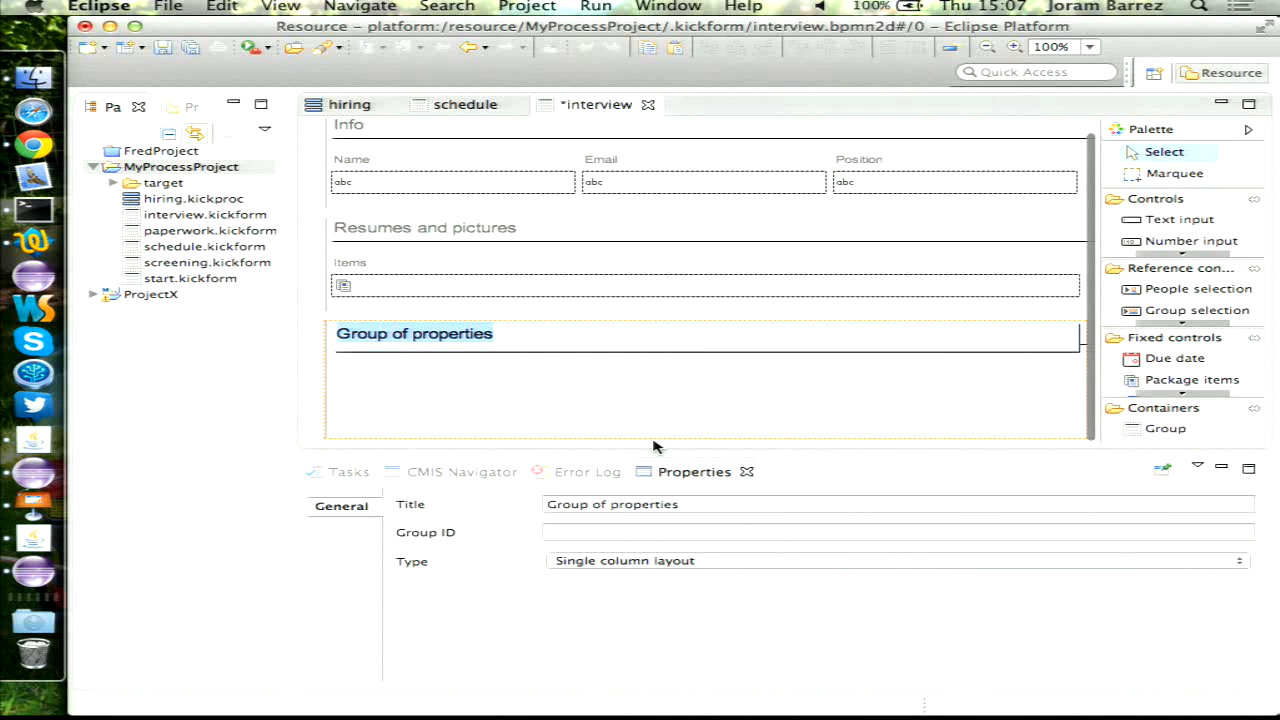 Eclipse File Edit View Navigate Search Project Run Window Help 100% Thu 15:07 Joram Barrez
Resource – platform:/resource/MyProcessProject/.kickform/interview.bpmn2d#/0 – Eclipse Platform
100%
Quick Access
Resource
Pa
Pr
hiring
schedule
*interview
FredProject
MyProcessProject
target
hiring.kickproc
interview.kickform
paperwork.kickform
schedule.kickform
screening.kickform
start.kickform
ProjectX
Info
Name Email Position
abc abc abc
Resumes and pictures
Items
Group of properties
Palette
Select
Marquee
Controls
Text input
Number input
Reference con...
People selection
Group selection
Fixed controls
Due date
Package items
Containers
Group
Tasks CMIS Navigator Error Log Properties
General
Title Group of properties
Group ID
Type Single column layout
WS